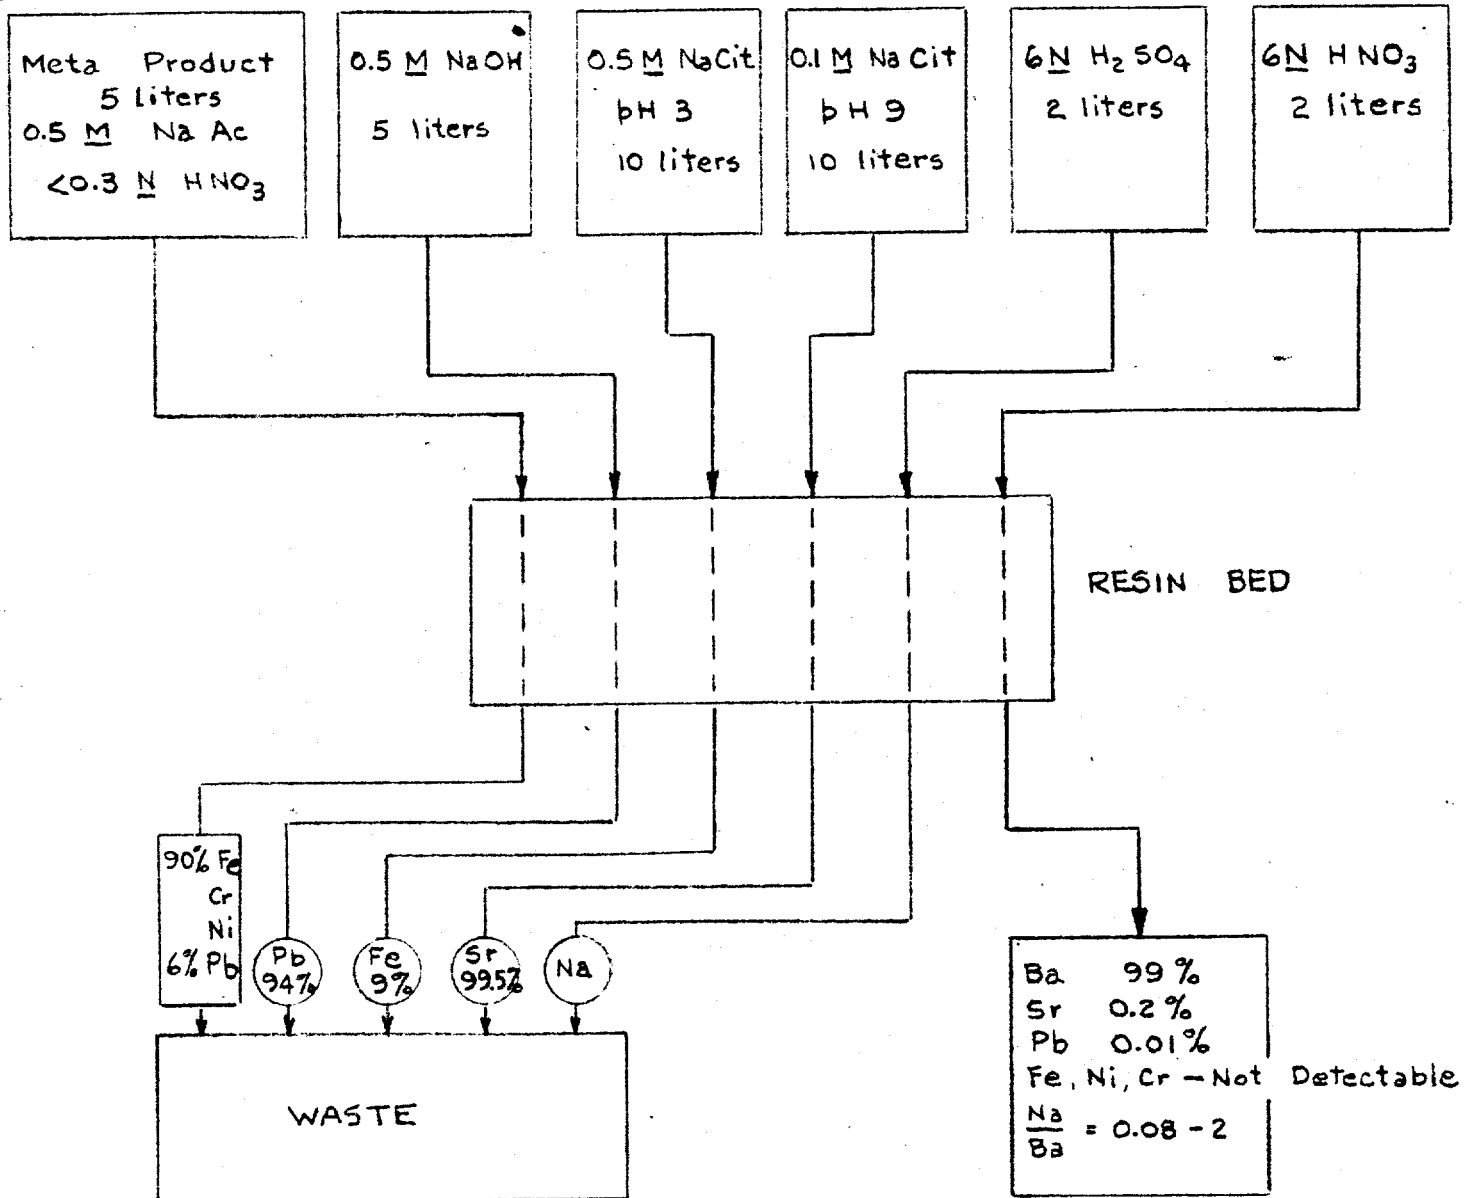 Meta Product
5 liters
0.5 M Na Ac
<0.3 N HNO3
0.5 M NaOH
5 liters
0.5 M NaCit
pH 3
10 liters
0.1 M Na Cit
pH 9
10 liters
6N H2SO4
2 liters
6N HNO3
2 liters
RESIN BED
90% Fe
Cr
Ni
6% Pb
Pb
94%
Fe
9%
Sr
99.5%
Na
WASTE
Ba 99%
Sr 0.2%
Pb 0.01%
Fe, Ni, Cr – Not Detectable
Na/Ba = 0.08 – 2